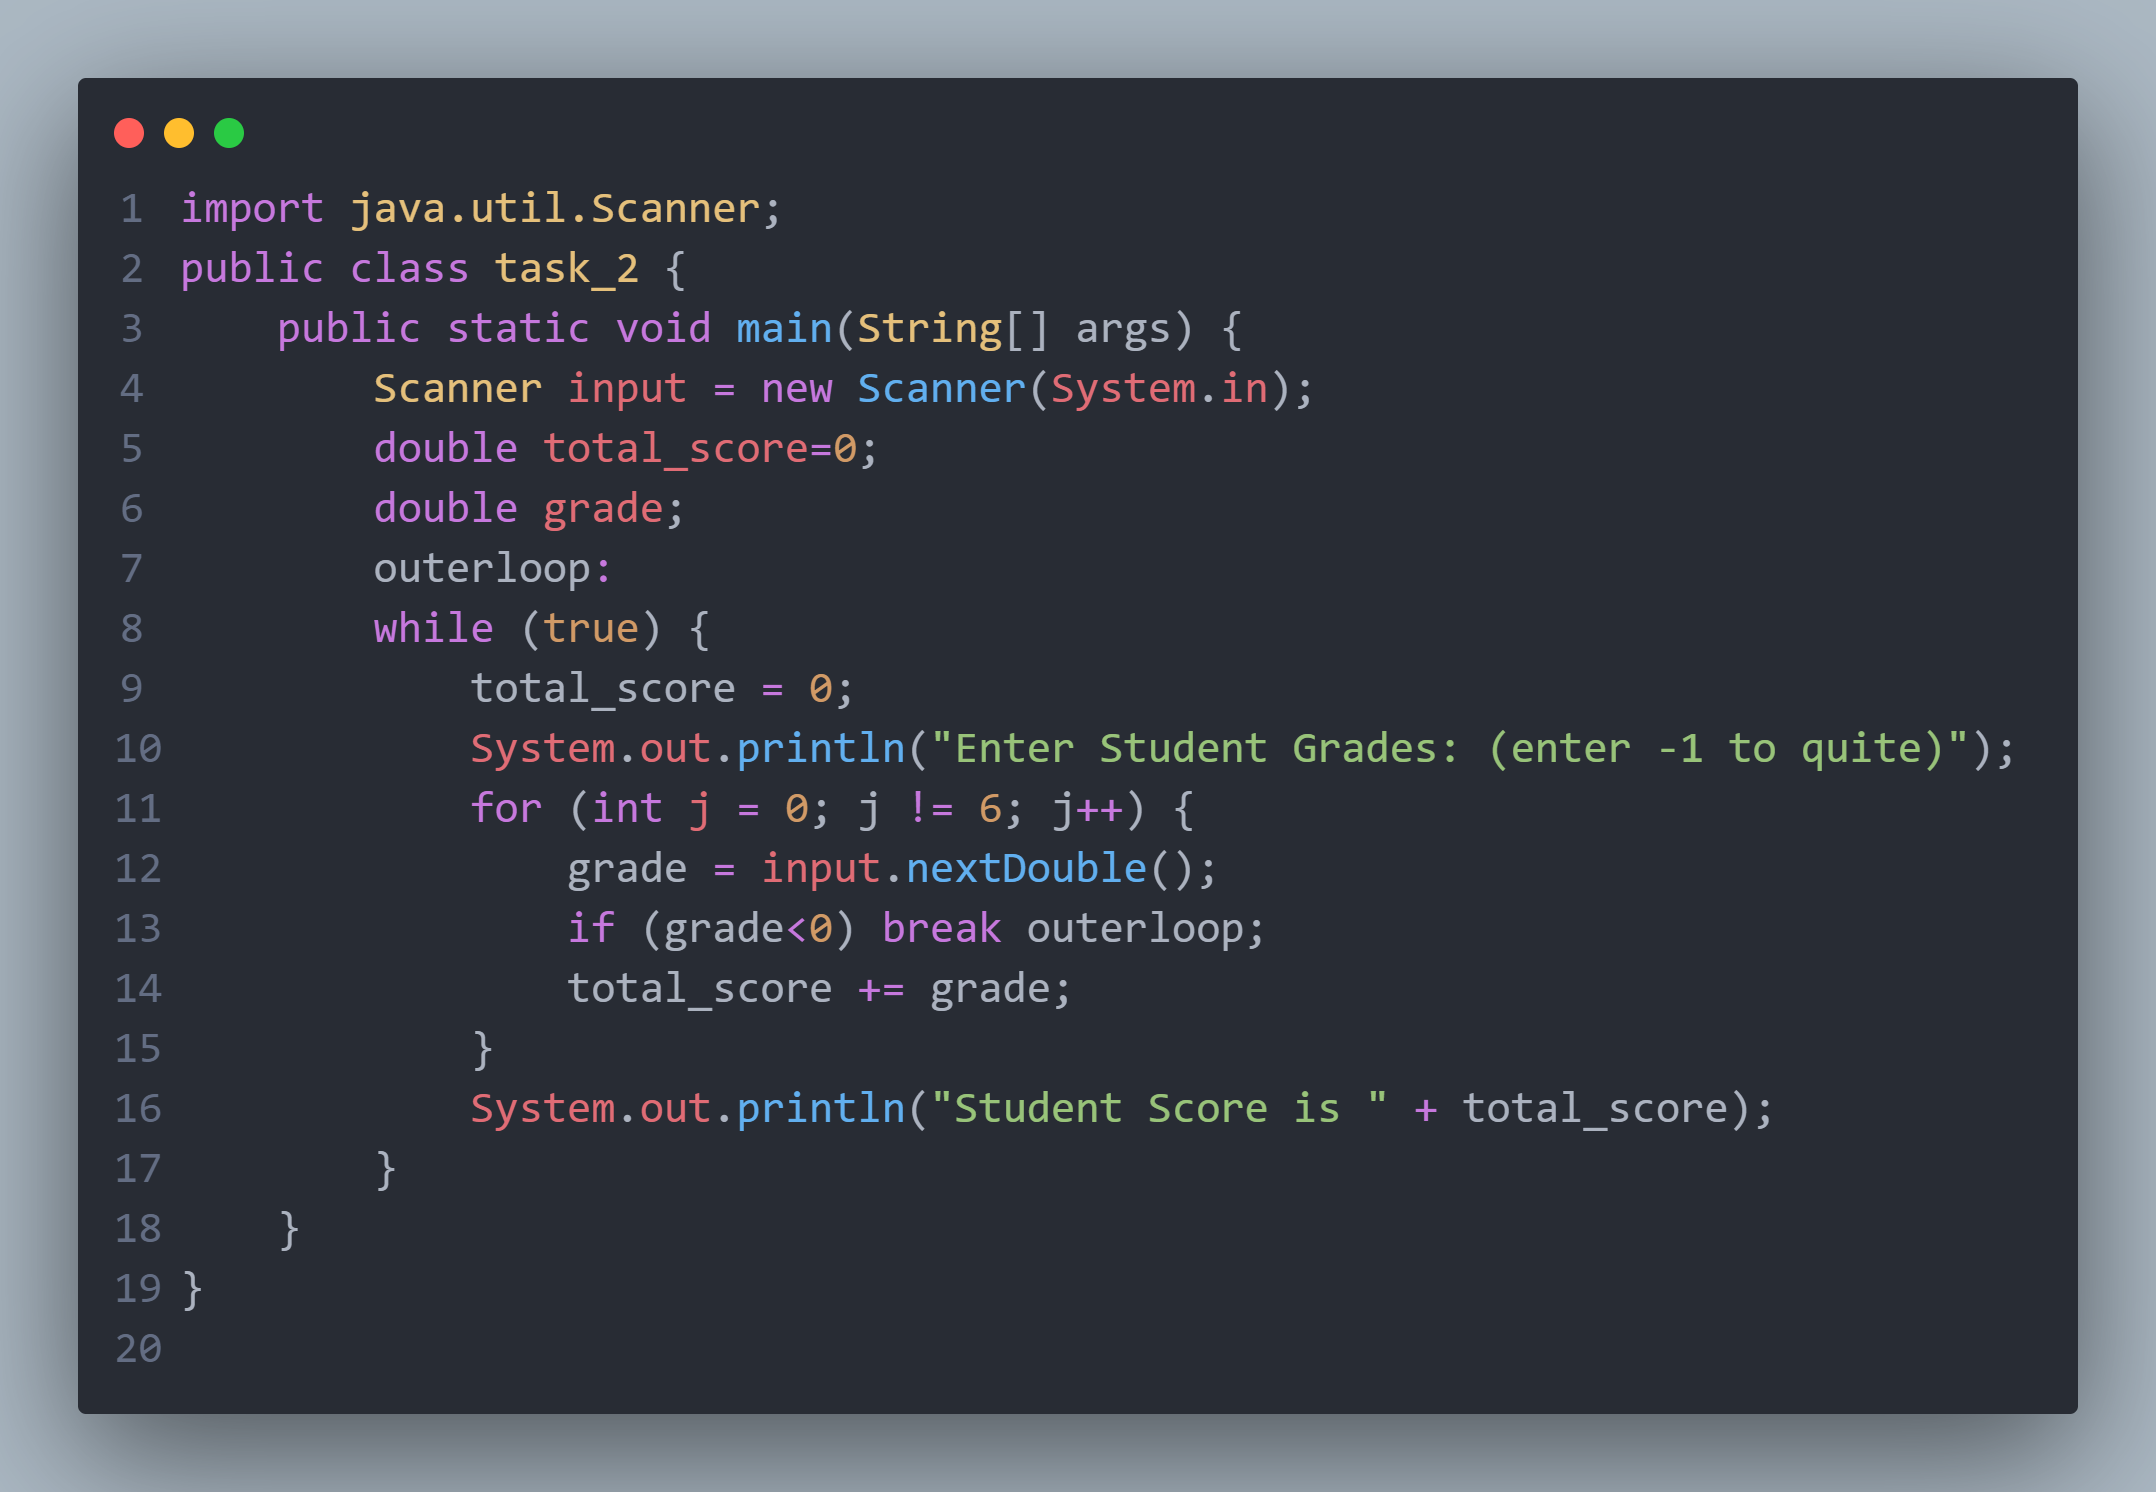 1 import java.util.Scanner;
2 public class task_2 {
3     public static void main(String[] args) {
4         Scanner input = new Scanner(System.in);
5         double total_score=0;
6         double grade;
7         outerloop:
8         while (true) {
9             total_score = 0;
10             System.out.println("Enter Student Grades: (enter -1 to quite)");
11             for (int j = 0; j != 6; j++) {
12                 grade = input.nextDouble();
13                 if (grade<0) break outerloop;
14                 total_score += grade;
15             }
16             System.out.println("Student Score is " + total_score);
17         }
18     }
19 }
20